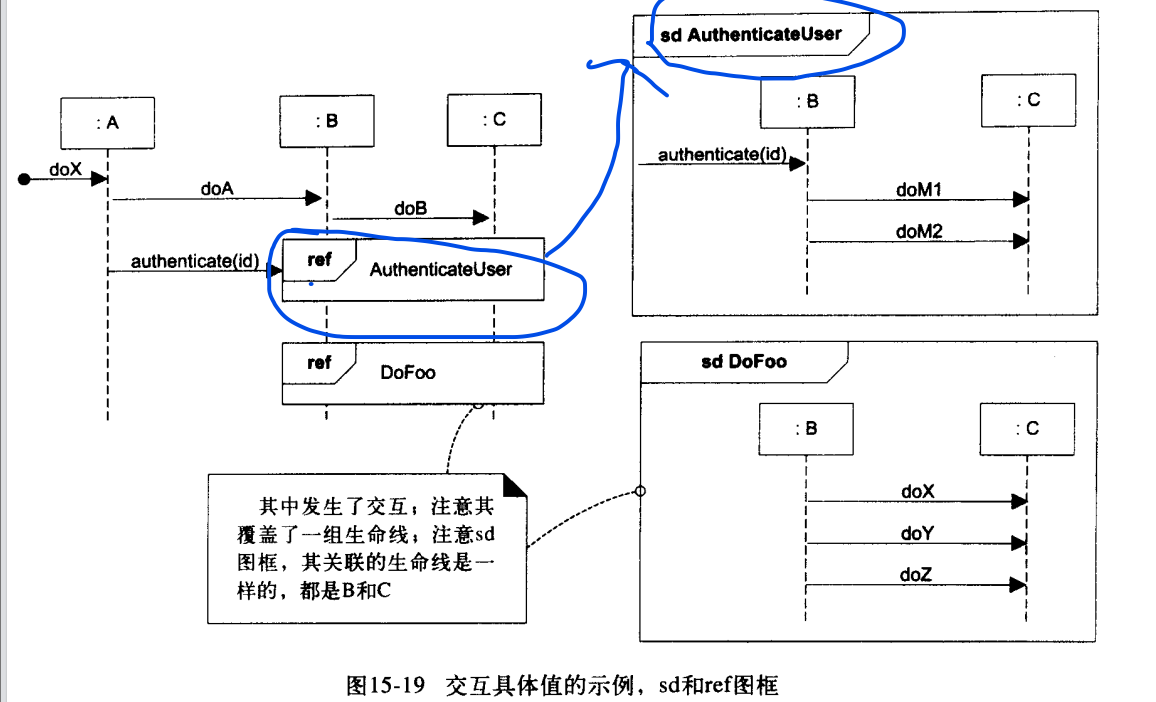 sd AuthenticateUser
: A
: B
: C
: B
: C
doX
doA
doB
authenticate(id)
doM1
doM2
authenticate(id)
ref
AuthenticateUser
ref
DoFoo
sd DoFoo
: B
: C
doX
doY
doZ
其中发生了交互；注意其
覆盖了一组生命线；注意sd
图框，其关联的生命线是一
样的，都是B和C
图15-19 交互具体值的示例，sd和ref图框